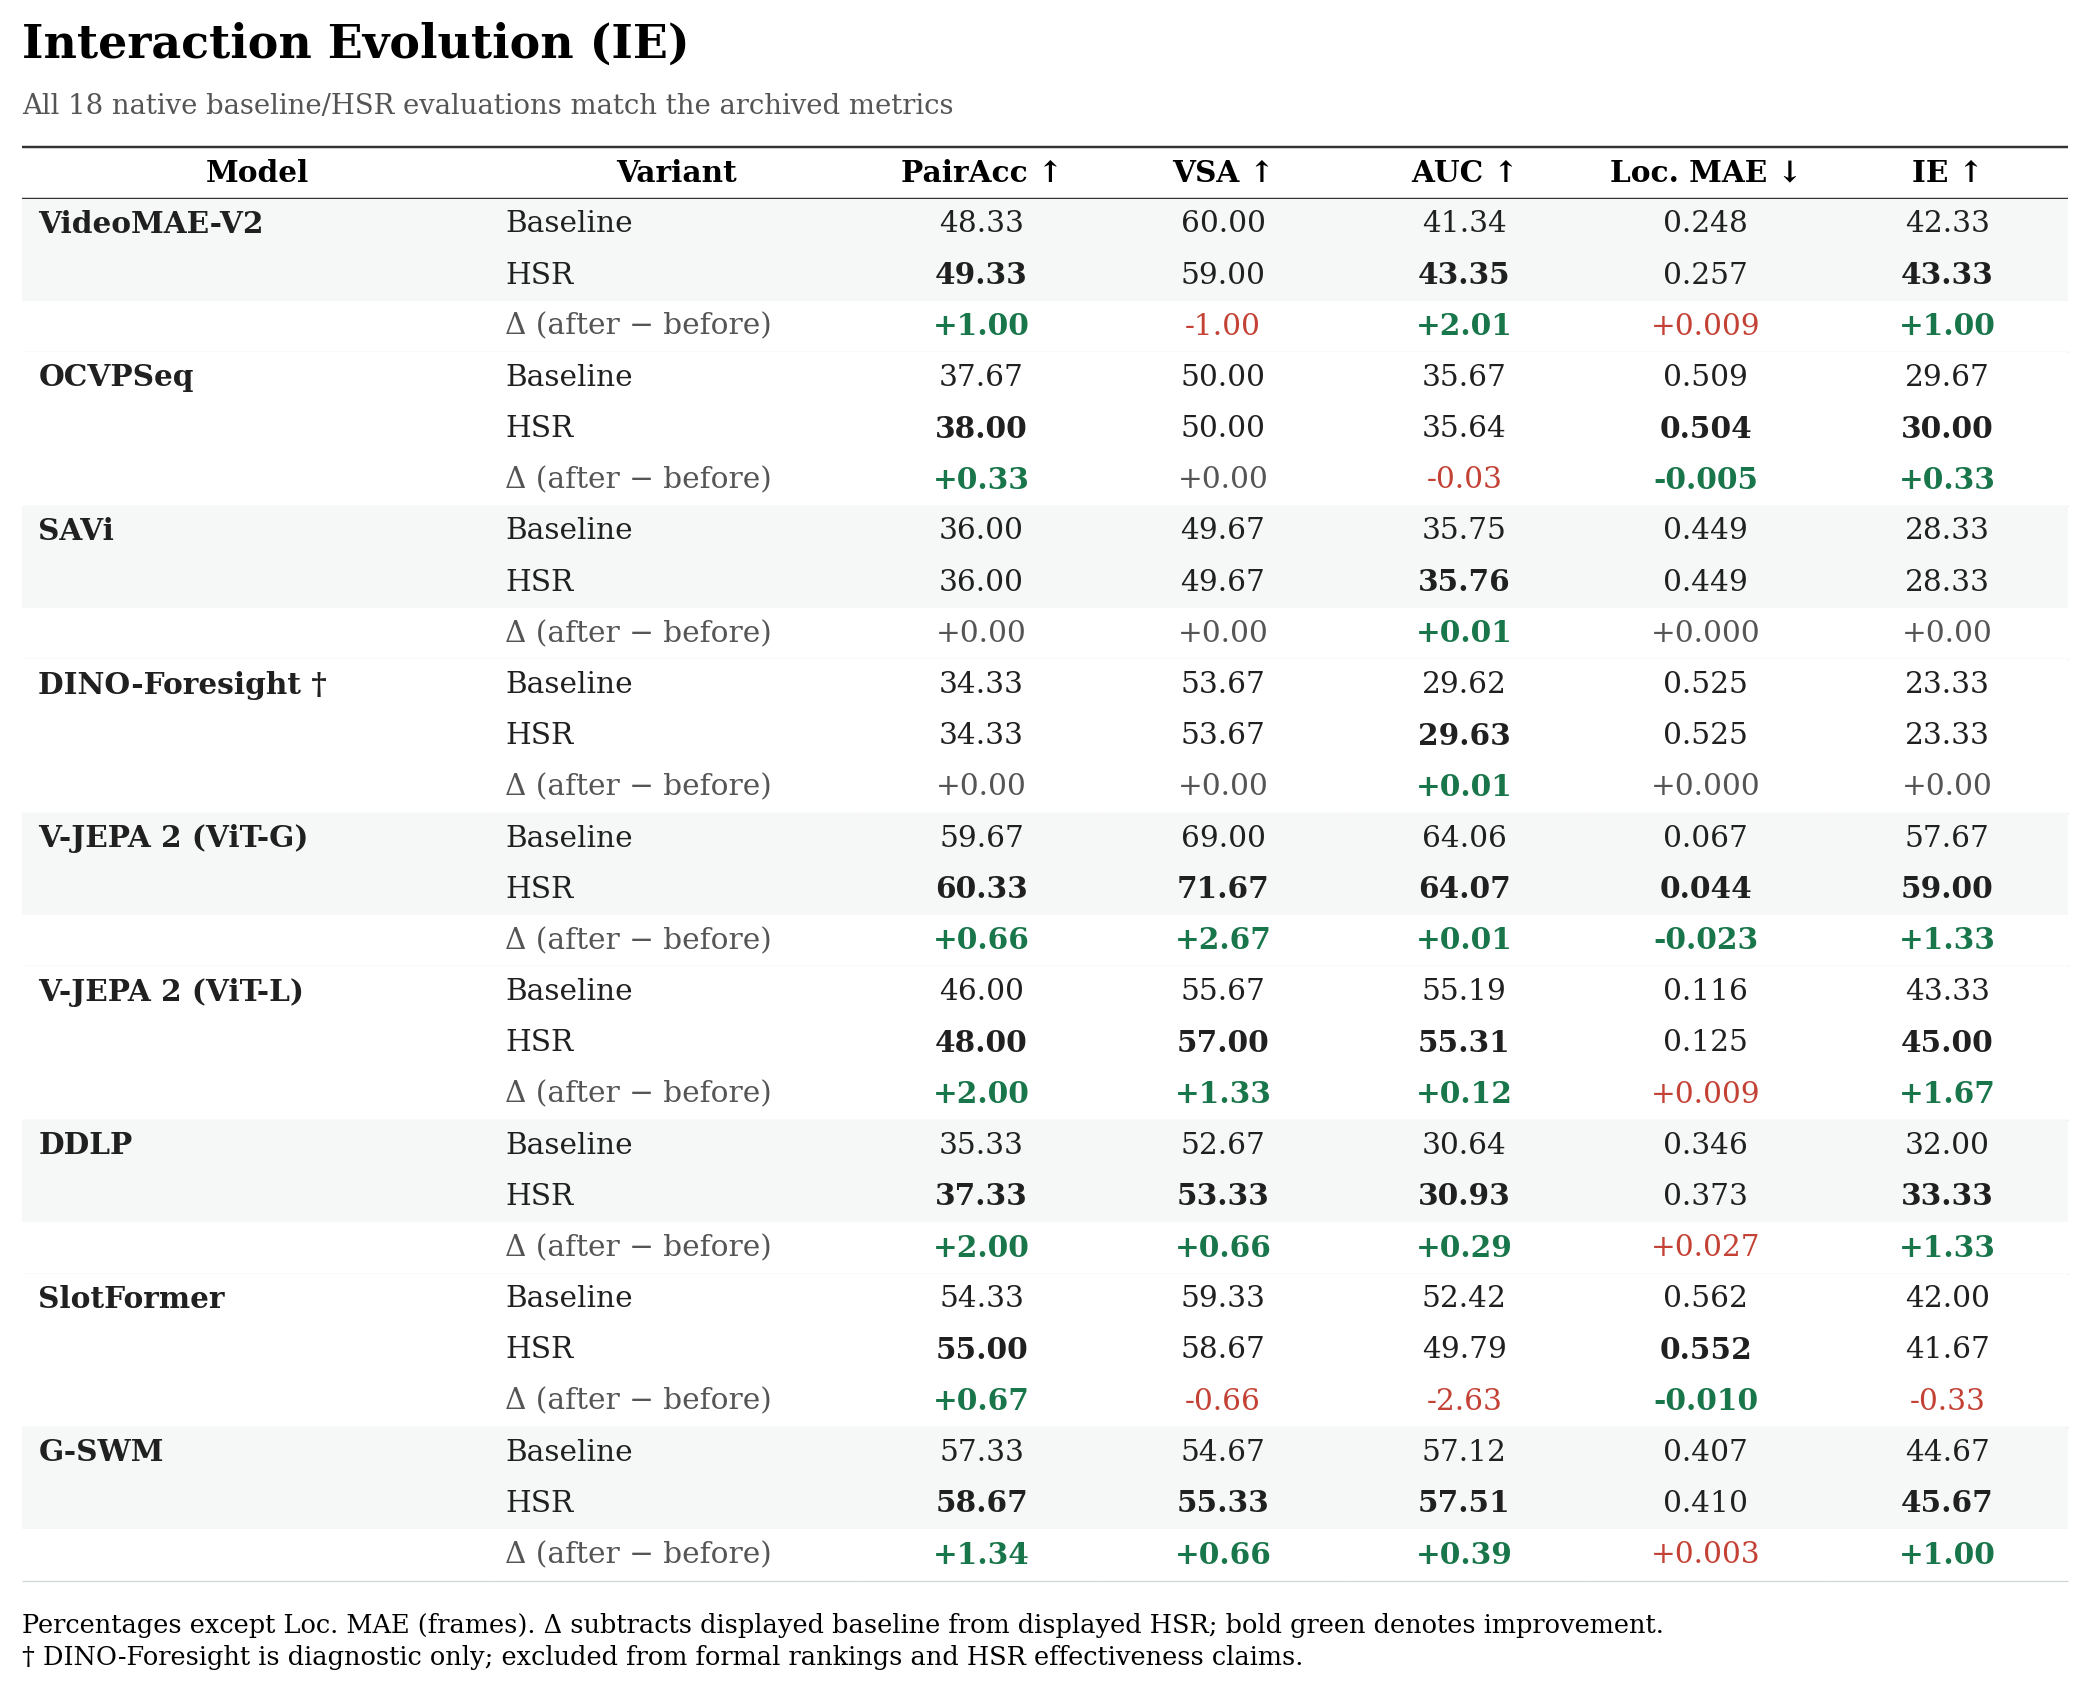 Interaction Evolution (IE)
All 18 native baseline/HSR evaluations match the archived metrics
Model Variant PairAcc ↑ VSA ↑ AUC ↑ Loc. MAE ↓ IE ↑
VideoMAE-V2 Baseline 48.33 60.00 41.34 0.248 42.33
HSR 49.33 59.00 43.35 0.257 43.33
Δ (after − before) +1.00 -1.00 +2.01 +0.009 +1.00
OCVPSeq Baseline 37.67 50.00 35.67 0.509 29.67
HSR 38.00 50.00 35.64 0.504 30.00
Δ (after − before) +0.33 +0.00 -0.03 -0.005 +0.33
SAVi Baseline 36.00 49.67 35.75 0.449 28.33
HSR 36.00 49.67 35.76 0.449 28.33
Δ (after − before) +0.00 +0.00 +0.01 +0.000 +0.00
DINO-Foresight † Baseline 34.33 53.67 29.62 0.525 23.33
HSR 34.33 53.67 29.63 0.525 23.33
Δ (after − before) +0.00 +0.00 +0.01 +0.000 +0.00
V-JEPA 2 (ViT-G) Baseline 59.67 69.00 64.06 0.067 57.67
HSR 60.33 71.67 64.07 0.044 59.00
Δ (after − before) +0.66 +2.67 +0.01 -0.023 +1.33
V-JEPA 2 (ViT-L) Baseline 46.00 55.67 55.19 0.116 43.33
HSR 48.00 57.00 55.31 0.125 45.00
Δ (after − before) +2.00 +1.33 +0.12 +0.009 +1.67
DDLP Baseline 35.33 52.67 30.64 0.346 32.00
HSR 37.33 53.33 30.93 0.373 33.33
Δ (after − before) +2.00 +0.66 +0.29 +0.027 +1.33
SlotFormer Baseline 54.33 59.33 52.42 0.562 42.00
HSR 55.00 58.67 49.79 0.552 41.67
Δ (after − before) +0.67 -0.66 -2.63 -0.010 -0.33
G-SWM Baseline 57.33 54.67 57.12 0.407 44.67
HSR 58.67 55.33 57.51 0.410 45.67
Δ (after − before) +1.34 +0.66 +0.39 +0.003 +1.00
Percentages except Loc. MAE (frames). Δ subtracts displayed baseline from displayed HSR; bold green denotes improvement.
† DINO-Foresight is diagnostic only; excluded from formal rankings and HSR effectiveness claims.